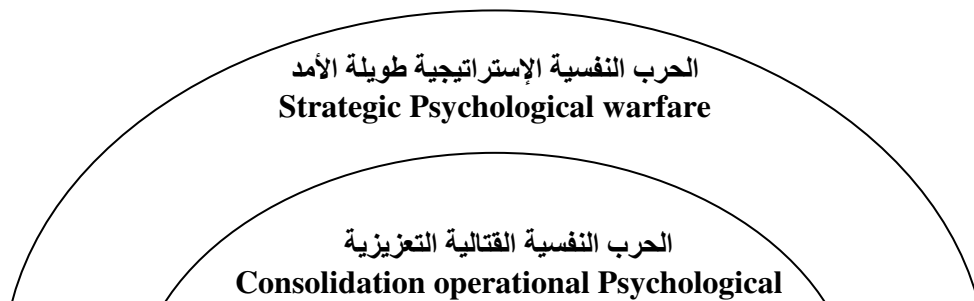 الحرب النفسية الإستراتيجية طويلة الأمد
Strategic Psychological warfare
الحرب النفسية القتالية التعزيزية
Consolidation operational Psychological